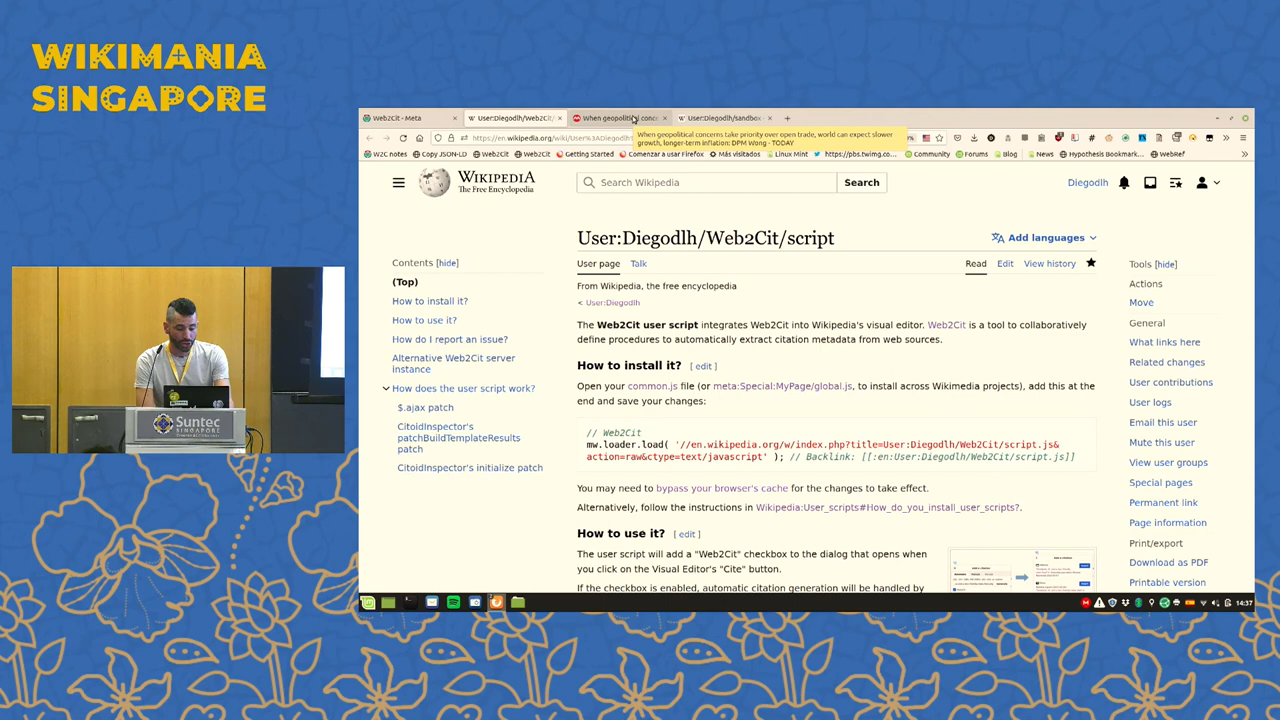 WIKIMANIA
SINGAPORE
Web2Cit - Meta
User:Diegodlh/Web2Cit/
When geopolitical conc
User:Diegodlh/sandbox
When geopolitical concerns take priority over open trade, world can expect slower
growth, longer-term inflation: DPM Wong - TODAY
W2C notes
Copy JSON-LD
Web2Cit
Web2Cit
Getting Started
Comenzar a usar Firefox
Más visitados
Linux Mint
https://pbs.twimg.co...
Community
Forums
Blog
News
Hypothesis Bookmark...
WebRef
WIKIPEDIA
The Free Encyclopedia
Search Wikipedia
Search
Diegodlh
User:Diegodlh/Web2Cit/script
Add languages
User page
Talk
Read
Edit
View history
From Wikipedia, the free encyclopedia
< User:Diegodlh
Contents [hide]
(Top)
How to install it?
How to use it?
How do I report an issue?
Alternative Web2Cit server
instance
How does the user script work?
$.ajax patch
CitoidInspector's
patchBuildTemplateResults
patch
CitoidInspector's initialize patch
The Web2Cit user script integrates Web2Cit into Wikipedia's visual editor. Web2Cit is a tool to collaboratively
define procedures to automatically extract citation metadata from web sources.
How to install it? [ edit ]
Open your common.js file (or meta:Special:MyPage/global.js, to install across Wikimedia projects), add this at the
end and save your changes:
// Web2Cit
mw.loader.load( '//en.wikipedia.org/w/index.php?title=User:Diegodlh/Web2Cit/script.js&
action=raw&ctype=text/javascript' ); // Backlink: [[:en:User:Diegodlh/Web2Cit/script.js]]
You may need to bypass your browser's cache for the changes to take effect.
Alternatively, follow the instructions in Wikipedia:User_scripts#How_do_you_install_user_scripts?.
How to use it? [ edit ]
The user script will add a "Web2Cit" checkbox to the dialog that opens when
you click on the Visual Editor's "Cite" button.
If the checkbox is enabled, automatic citation generation will be handled by
Tools [hide]
Actions
Move
General
What links here
Related changes
User contributions
User logs
Email this user
Mute this user
View user groups
Special pages
Permanent link
Page information
Print/export
Download as PDF
Printable version
14:37
Suntec